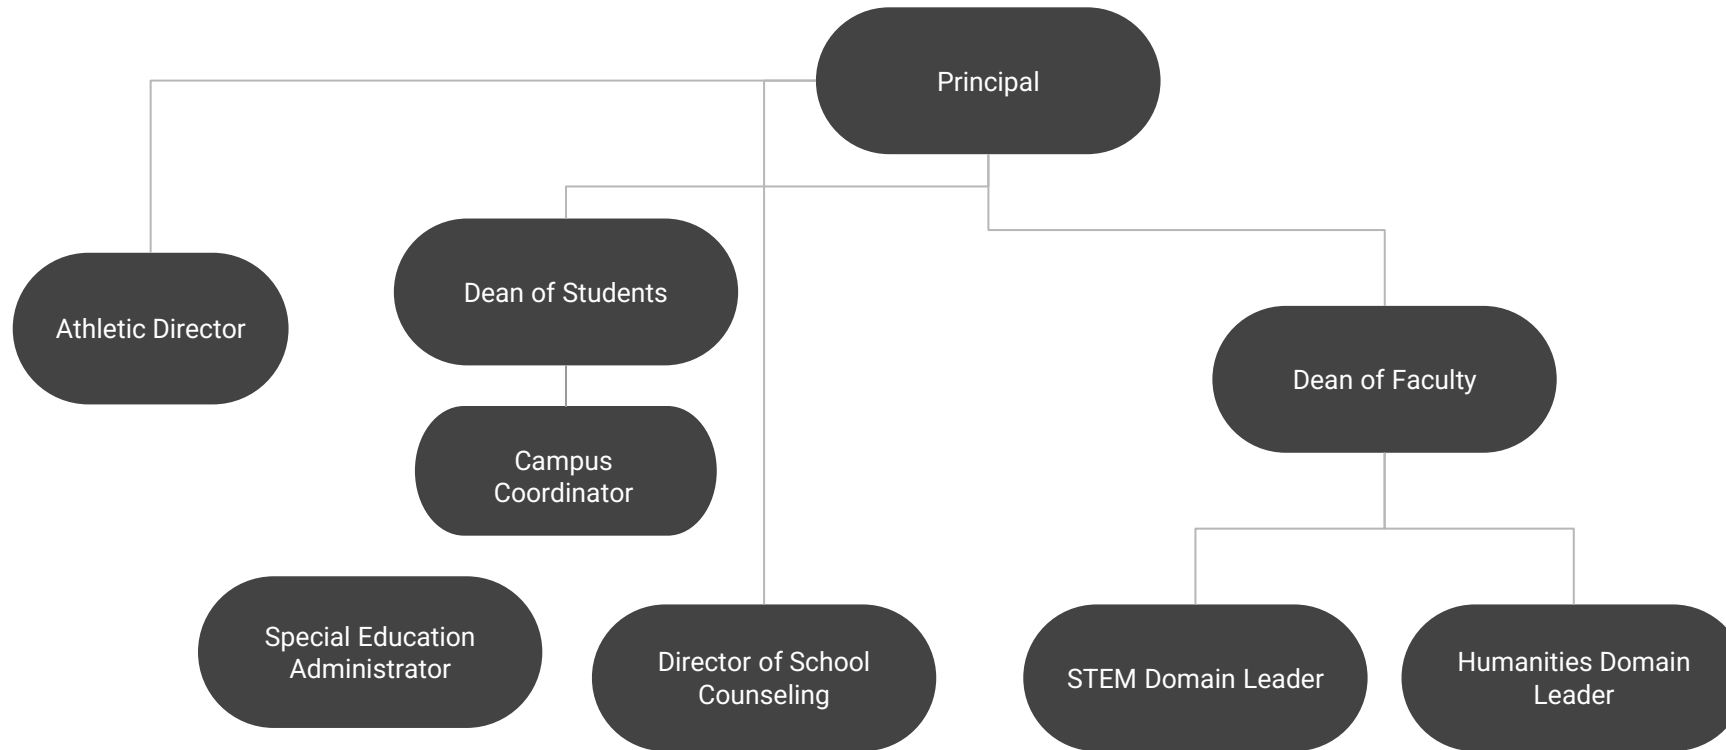 Principal
Dean of Students
Athletic Director
Dean of Faculty
Campus
Coordinator
Special Education
Administrator
Director of School
Counseling
STEM Domain Leader
Humanities Domain
Leader